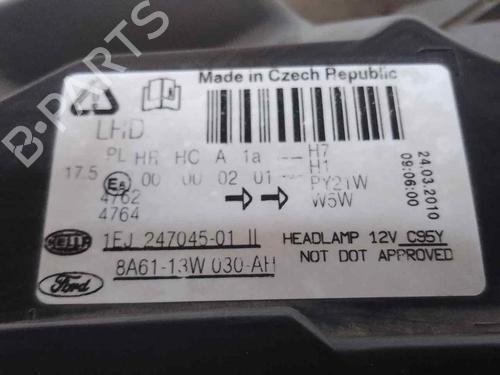 Made in Czech Republic
LHD
PL HR HC A 1a --- H7
H1
17.5 00 00 02 01 PY21W
4762 W5W
4764
24.03.2010
09:06:00
HELLA 1EJ 247045-01 II HEADLAMP 12V C95Y
Ford 8A61-13W 030-AH NOT DOT APPROVED
B-PARTS